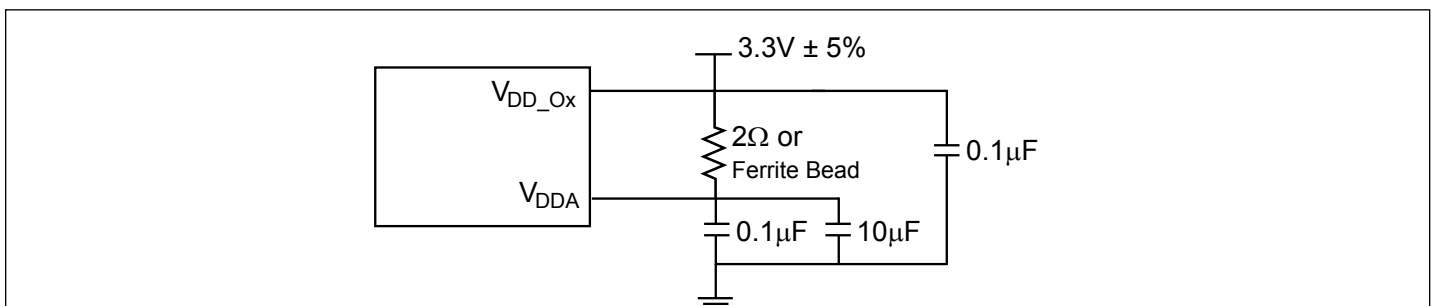 3.3V ± 5%
VDD_Ox
2Ω or
Ferrite Bead
0.1μF
VDDA
0.1μF
10μF